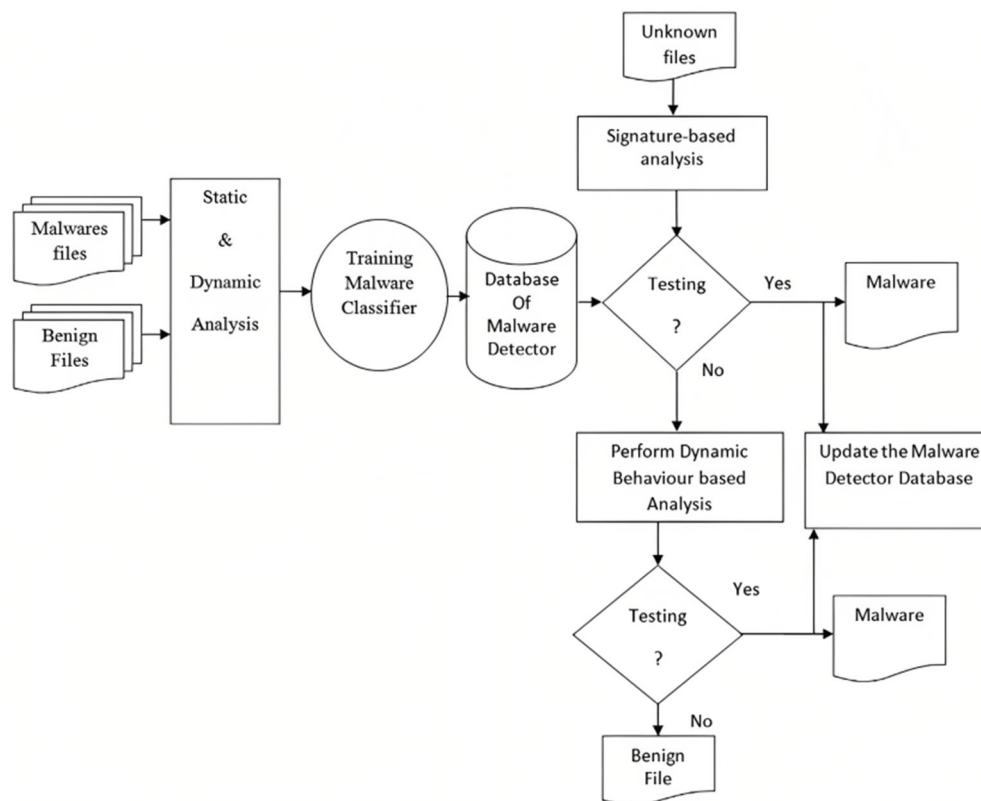 Unknown
files
Signature-based
analysis
Malwares
files
Benign
Files
Static
&
Dynamic
Analysis
Training
Malware
Classifier
Database
Of
Malware
Detector
Testing
?
Yes
Malware
No
Perform Dynamic
Behaviour based
Analysis
Update the Malware
Detector Database
Testing
?
Yes
Malware
No
Benign
File